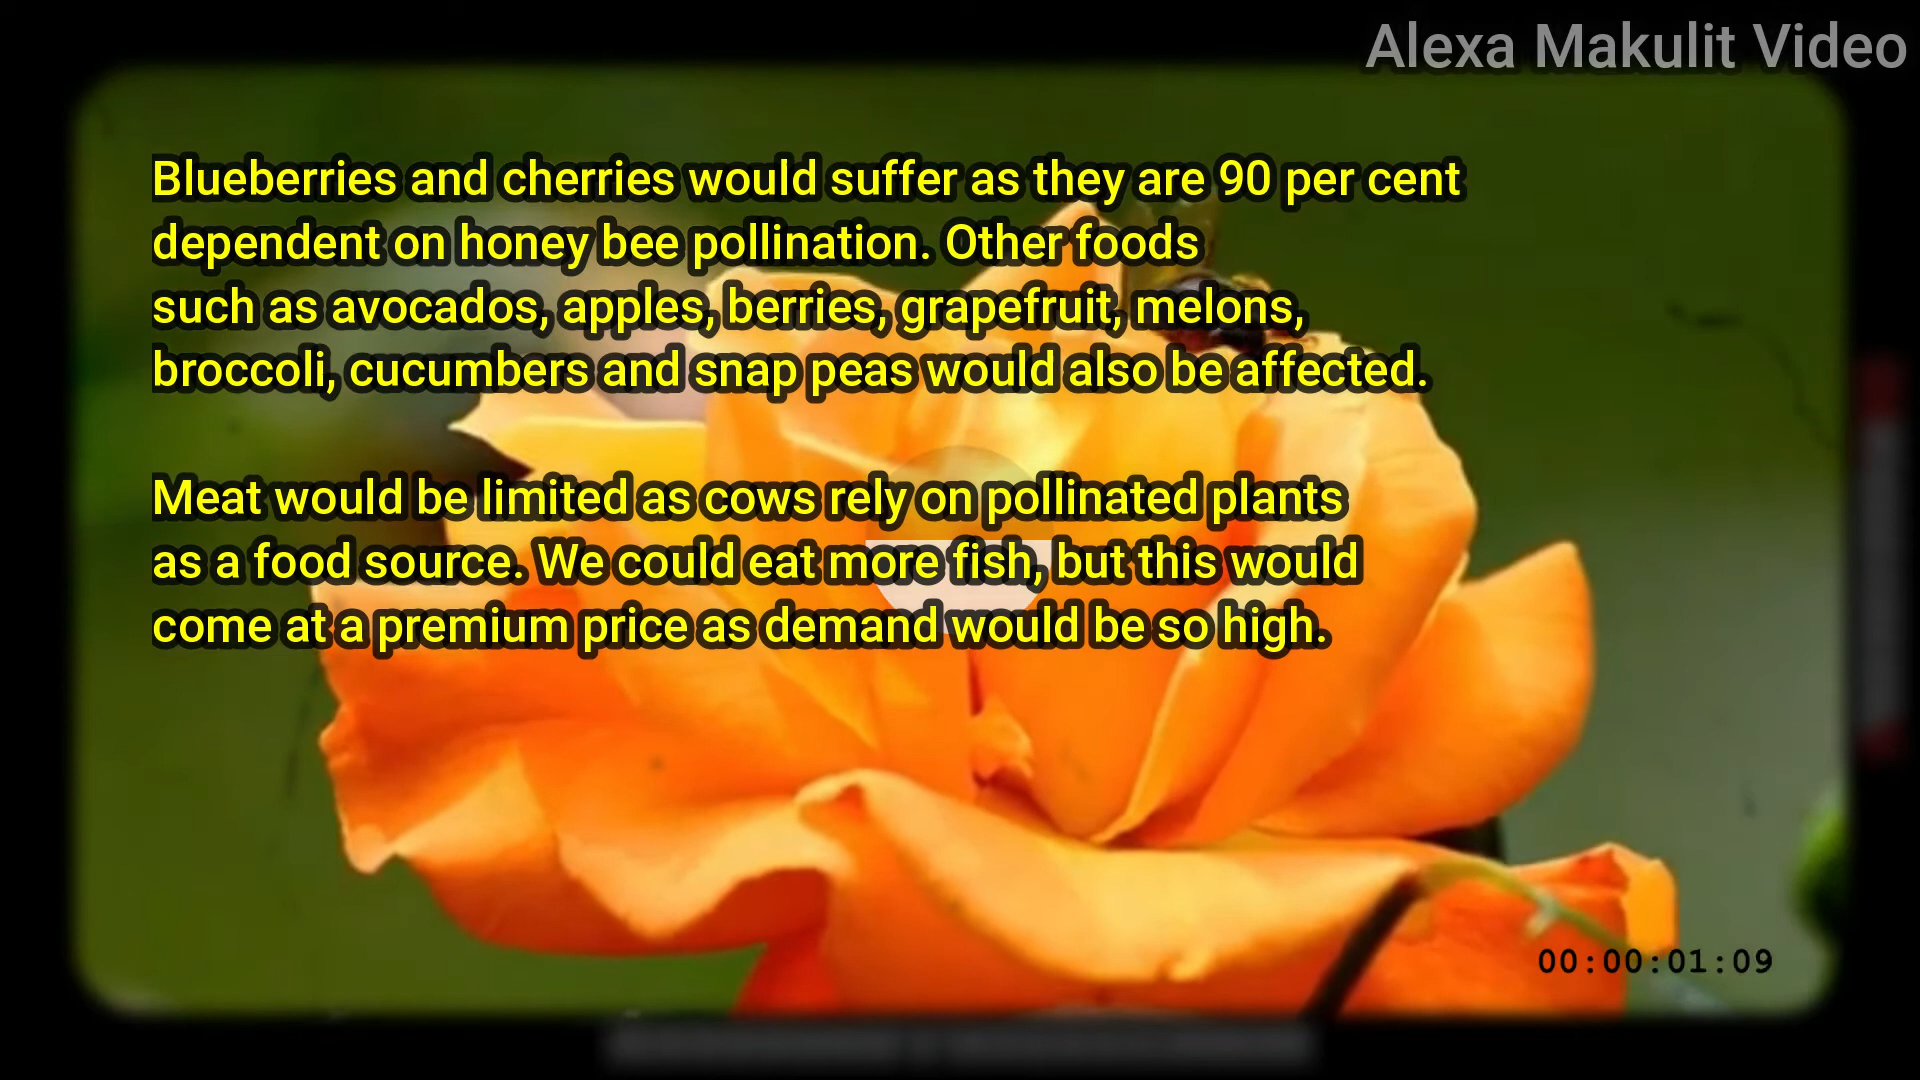 Alexa Makulit Video
Blueberries and cherries would suffer as they are 90 per cent
dependent on honey bee pollination. Other foods
such as avocados, apples, berries, grapefruit, melons,
broccoli, cucumbers and snap peas would also be affected.
Meat would be limited as cows rely on pollinated plants
as a food source. We could eat more fish, but this would
come at a premium price as demand would be so high.
00:00:01:09